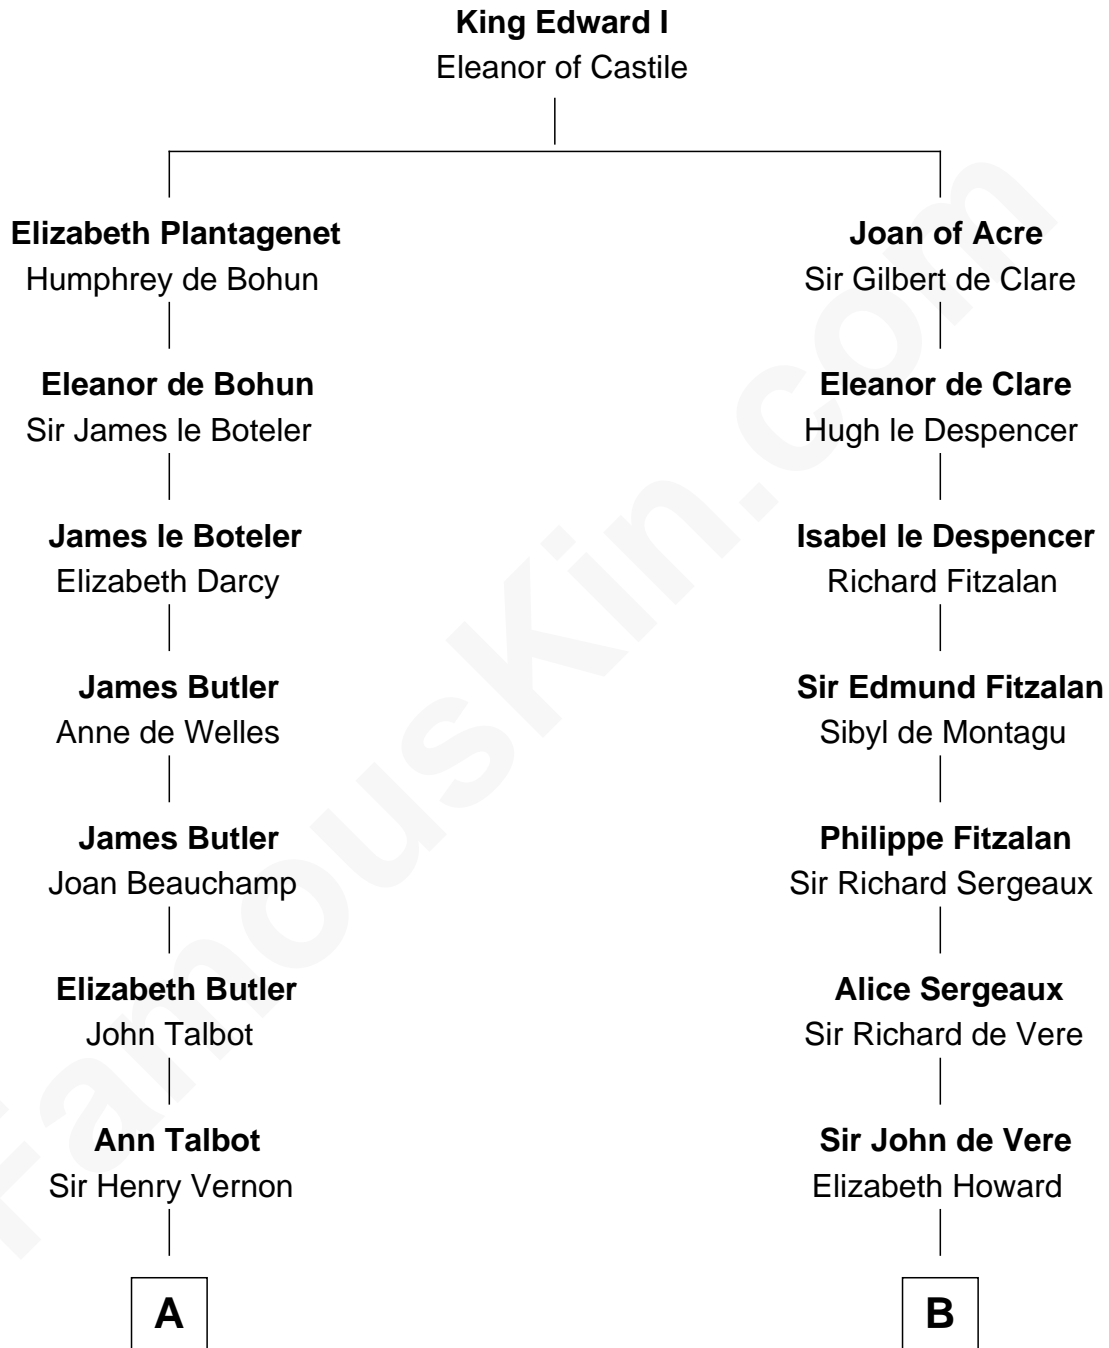 King Edward I
Eleanor of Castile
Elizabeth Plantagenet
Humphrey de Bohun
Joan of Acre
Sir Gilbert de Clare
Eleanor de Bohun
Sir James le Boteler
Eleanor de Clare
Hugh le Despencer
James le Boteler
Elizabeth Darcy
Isabel le Despencer
Richard Fitzalan
James Butler
Anne de Welles
Sir Edmund Fitzalan
Sibyl de Montagu
James Butler
Joan Beauchamp
Philippe Fitzalan
Sir Richard Sergeaux
Elizabeth Butler
John Talbot
Alice Sergeaux
Sir Richard de Vere
Ann Talbot
Sir Henry Vernon
Sir John de Vere
Elizabeth Howard
A
B
FamousKin.com